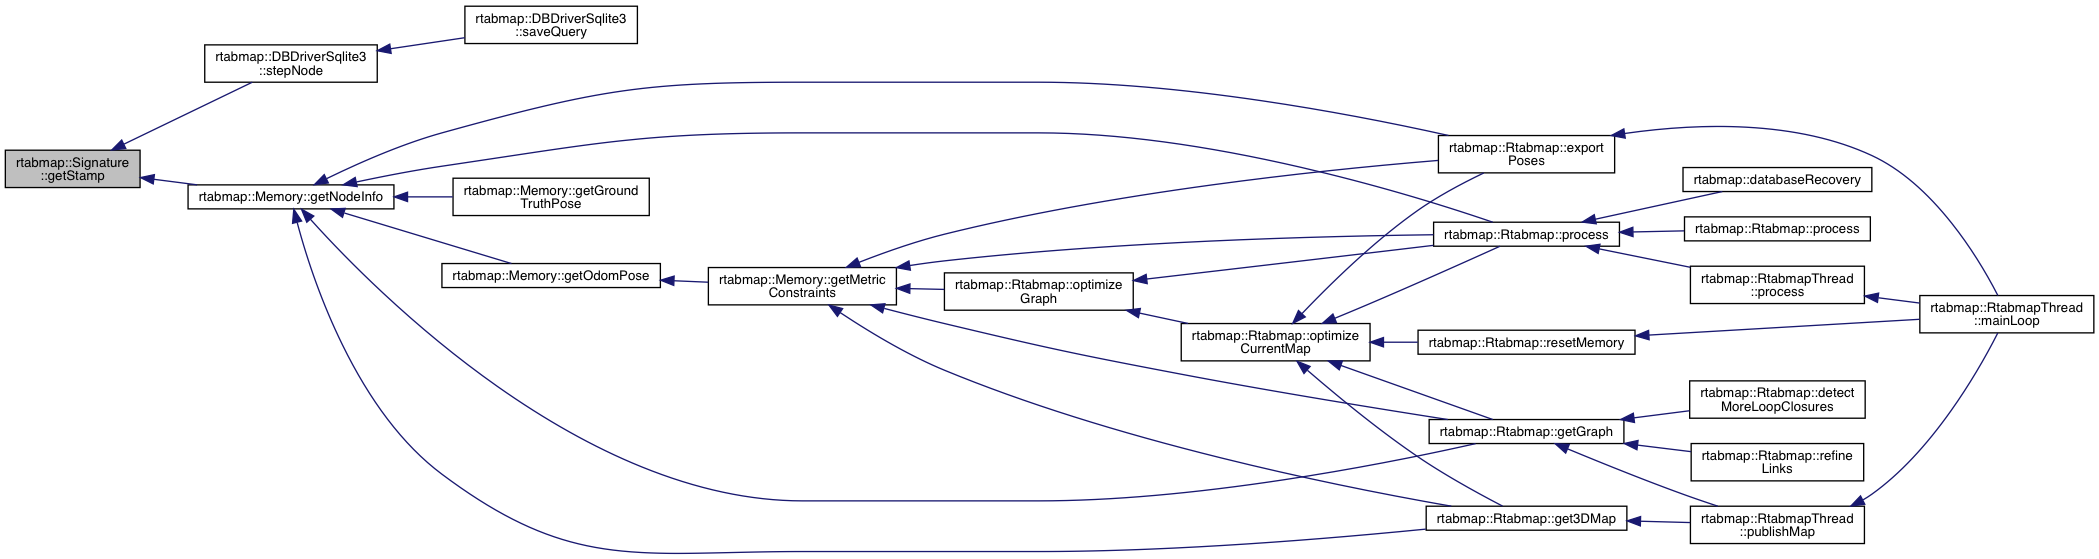 rtabmap::DBDriverSqlite3
::saveQuery
rtabmap::DBDriverSqlite3
::stepNode
rtabmap::Signature
::getStamp
rtabmap::Memory::getNodeInfo
rtabmap::Memory::getGround
TruthPose
rtabmap::Memory::getOdomPose
rtabmap::Memory::getMetric
Constraints
rtabmap::Rtabmap::optimize
Graph
rtabmap::Rtabmap::optimize
CurrentMap
rtabmap::Rtabmap::export
Poses
rtabmap::Rtabmap::process
rtabmap::Rtabmap::resetMemory
rtabmap::Rtabmap::getGraph
rtabmap::Rtabmap::get3DMap
rtabmap::databaseRecovery
rtabmap::Rtabmap::process
rtabmap::RtabmapThread
::process
rtabmap::Rtabmap::detect
MoreLoopClosures
rtabmap::Rtabmap::refine
Links
rtabmap::RtabmapThread
::publishMap
rtabmap::RtabmapThread
::mainLoop